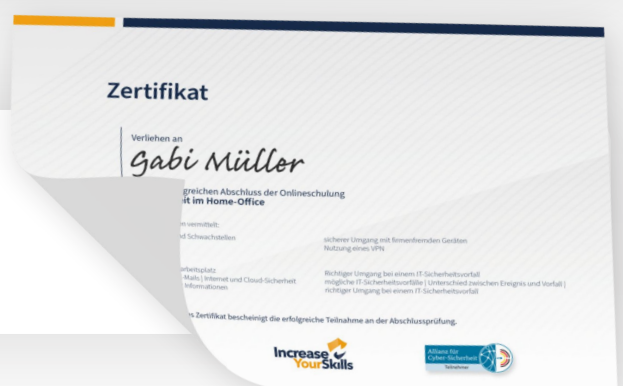 Zertifikat
Verliehen an
Gabi Müller
greichen Abschluss der Onlineschulung
it im Home-Office
n vermittelt:
d Schwachstellen
sicherer Umgang mit firmenfremden Geräten
Nutzung eines VPN
arbeitsplatz
-Mails | Internet und Cloud-Sicherheit
Informationen
Richtiger Umgang bei einem IT-Sicherheitsvorfall
mögliche IT-Sicherheitsvorfälle | Unterschied zwischen Ereignis und Vorfall |
richtiger Umgang bei einem IT-Sicherheitsvorfall
s Zertifikat bescheinigt die erfolgreiche Teilnahme an der Abschlussprüfung.
Increase
YourSkills
Allianz für
Cyber-Sicherheit
Teilnehmer